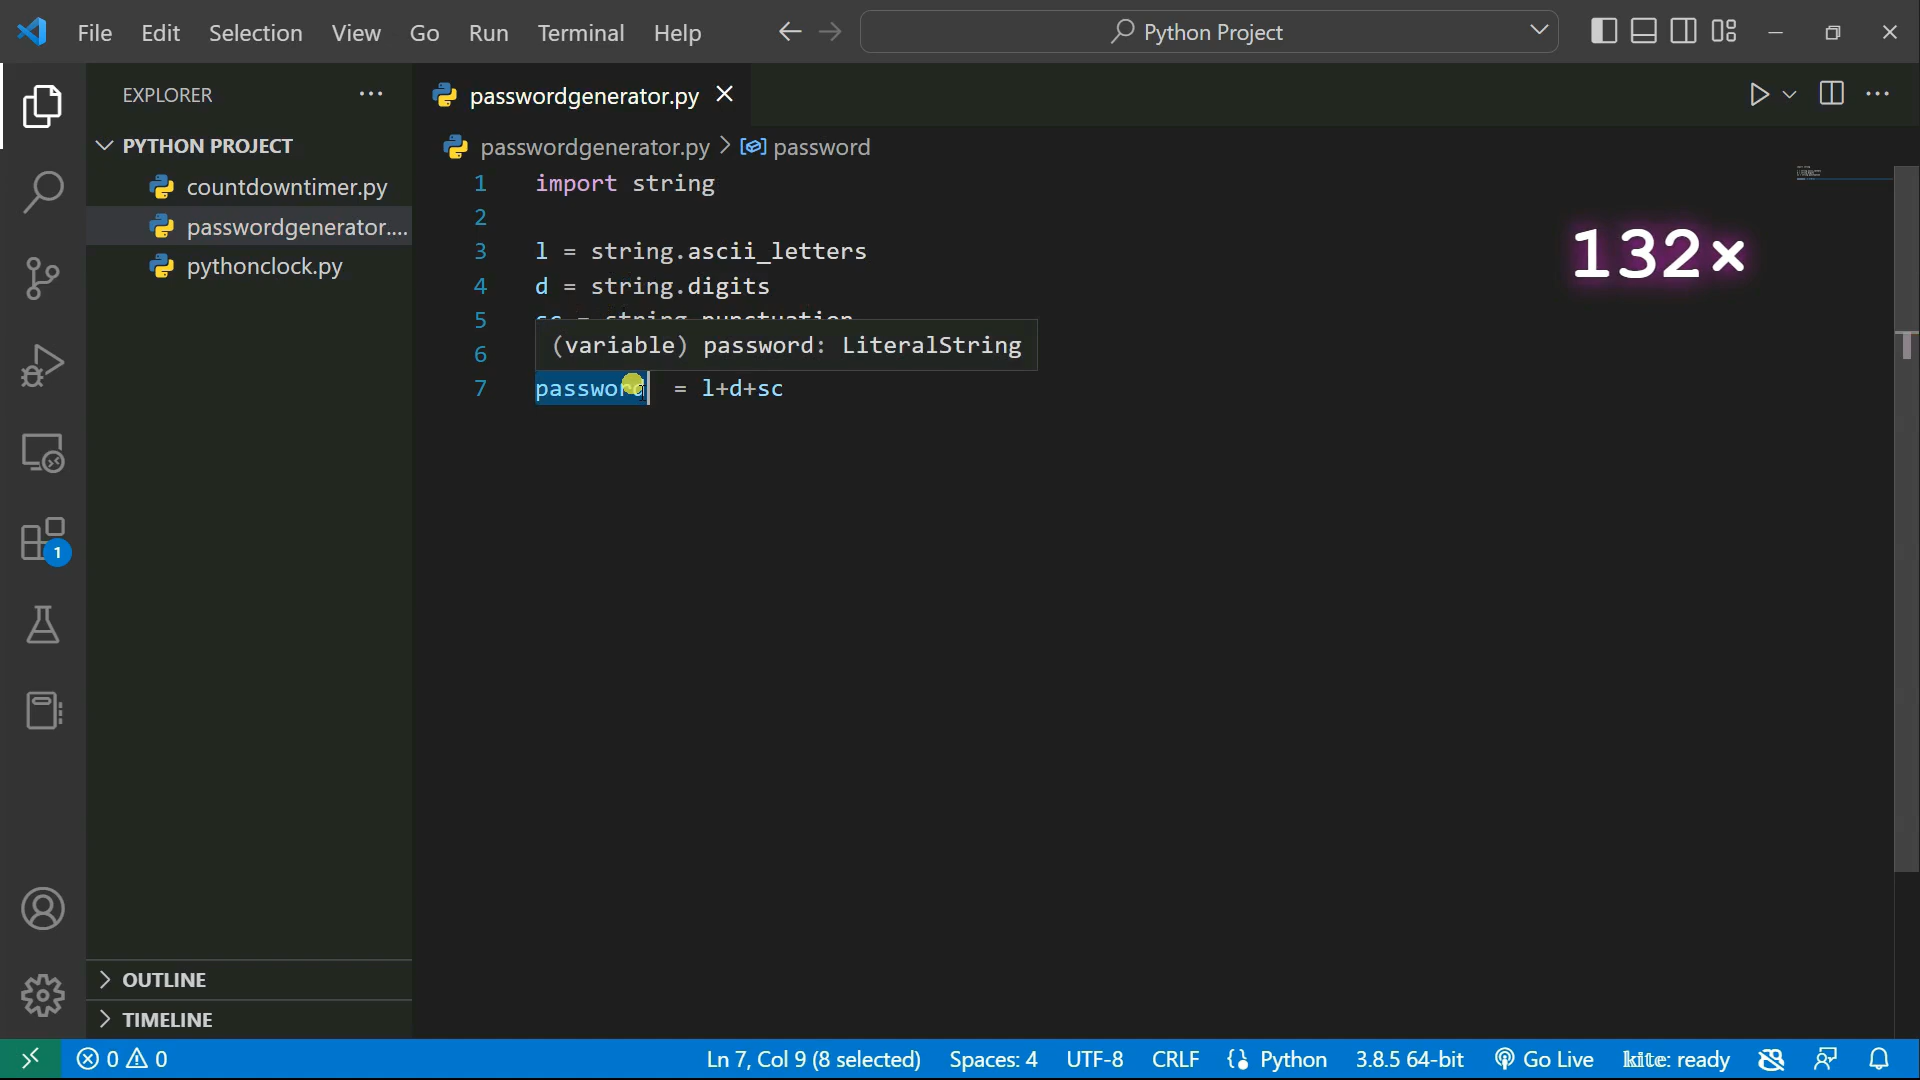 File Edit Selection View Go Run Terminal Help
Python Project
EXPLORER
PYTHON PROJECT
countdowntimer.py
passwordgenerator....
pythonclock.py
OUTLINE
TIMELINE
1
passwordgenerator.py
passwordgenerator.py > password
1 import string
2
3 l = string.ascii_letters
4 d = string.digits
5 sc = string.punctuation
6
(variable) password: LiteralString
7 password = l+d+sc
132×
0 0
Ln 7, Col 9 (8 selected) Spaces: 4 UTF-8 CRLF {} Python 3.8.5 64-bit Go Live kite: ready